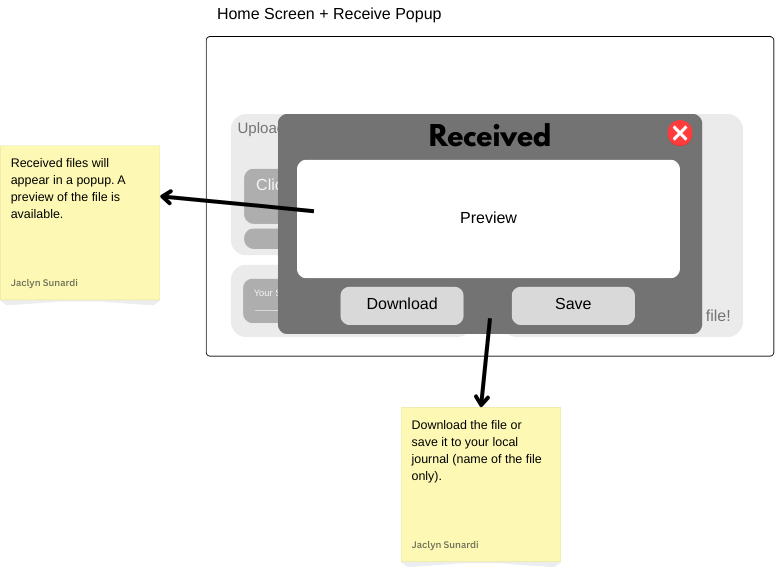 Home Screen + Receive Popup
Received
Preview
Download
Save
file!
Your
Received files will
appear in a popup. A
preview of the file is
available.
Jaclyn Sunardi
Download the file or
save it to your local
journal (name of the file
only).
Jaclyn Sunardi